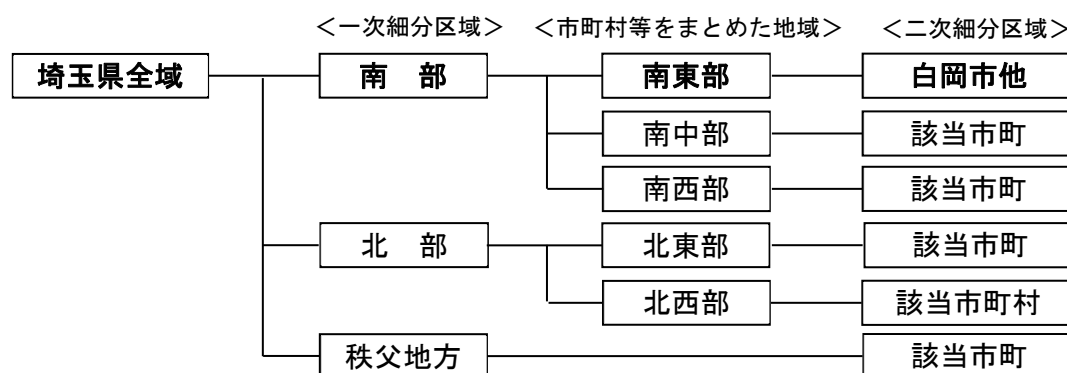 ＜一次細分区域＞ ＜市町村等をまとめた地域＞ ＜二次細分区域＞
埼玉県全域 南　部 南東部 白岡市他
南中部 該当市町
南西部 該当市町
北　部 北東部 該当市町
北西部 該当市町村
秩父地方 該当市町